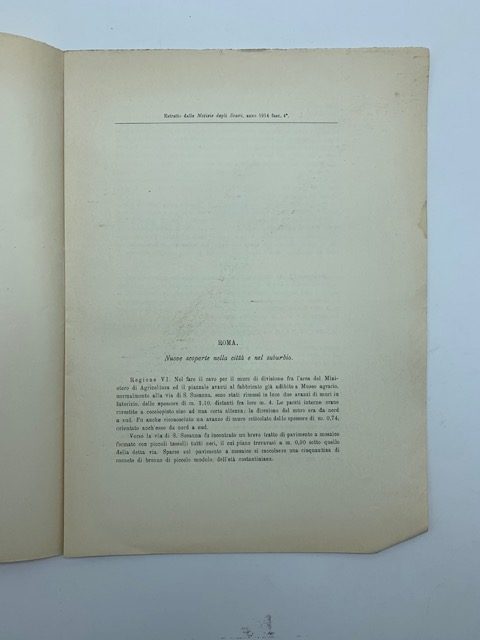 Estratto dalle Notizie degli Scavi, anno 1914 fasc. 4°.
ROMA.
Nuove scoperte nella città e nel suburbio.
Regione VI. Nel fare il cavo per il muro di divisione fra l'area del Mini-
stero di Agricoltura ed il piazzale avanti al fabbricato già adibito a Museo agrario,
normalmente alla via di S. Susanna, sono stati rimessi in luce due avanzi di muri in
laterizio, dello spessore di m. 1,10, distanti fra loro m. 4. Le pareti interne erano
rivestite a cocciopisto sino ad una certa altezza; la direzione del muro era da nord
a sud. Fu anche riconosciuto un avanzo di muro reticolato dello spessore di m. 0,74,
orientato anch'esso da nord a sud.
Verso la via di S. Susanna fu incontrato un breve tratto di pavimento a mosaico
formato con piccoli tasselli tutti neri, il cui piano trovavasi a m. 0,90 sotto quello
della detta via. Sparse sul pavimento a mosaico si raccolsero una cinquantina di
monete di bronzo di piccolo modulo, dell'età costantiniana.